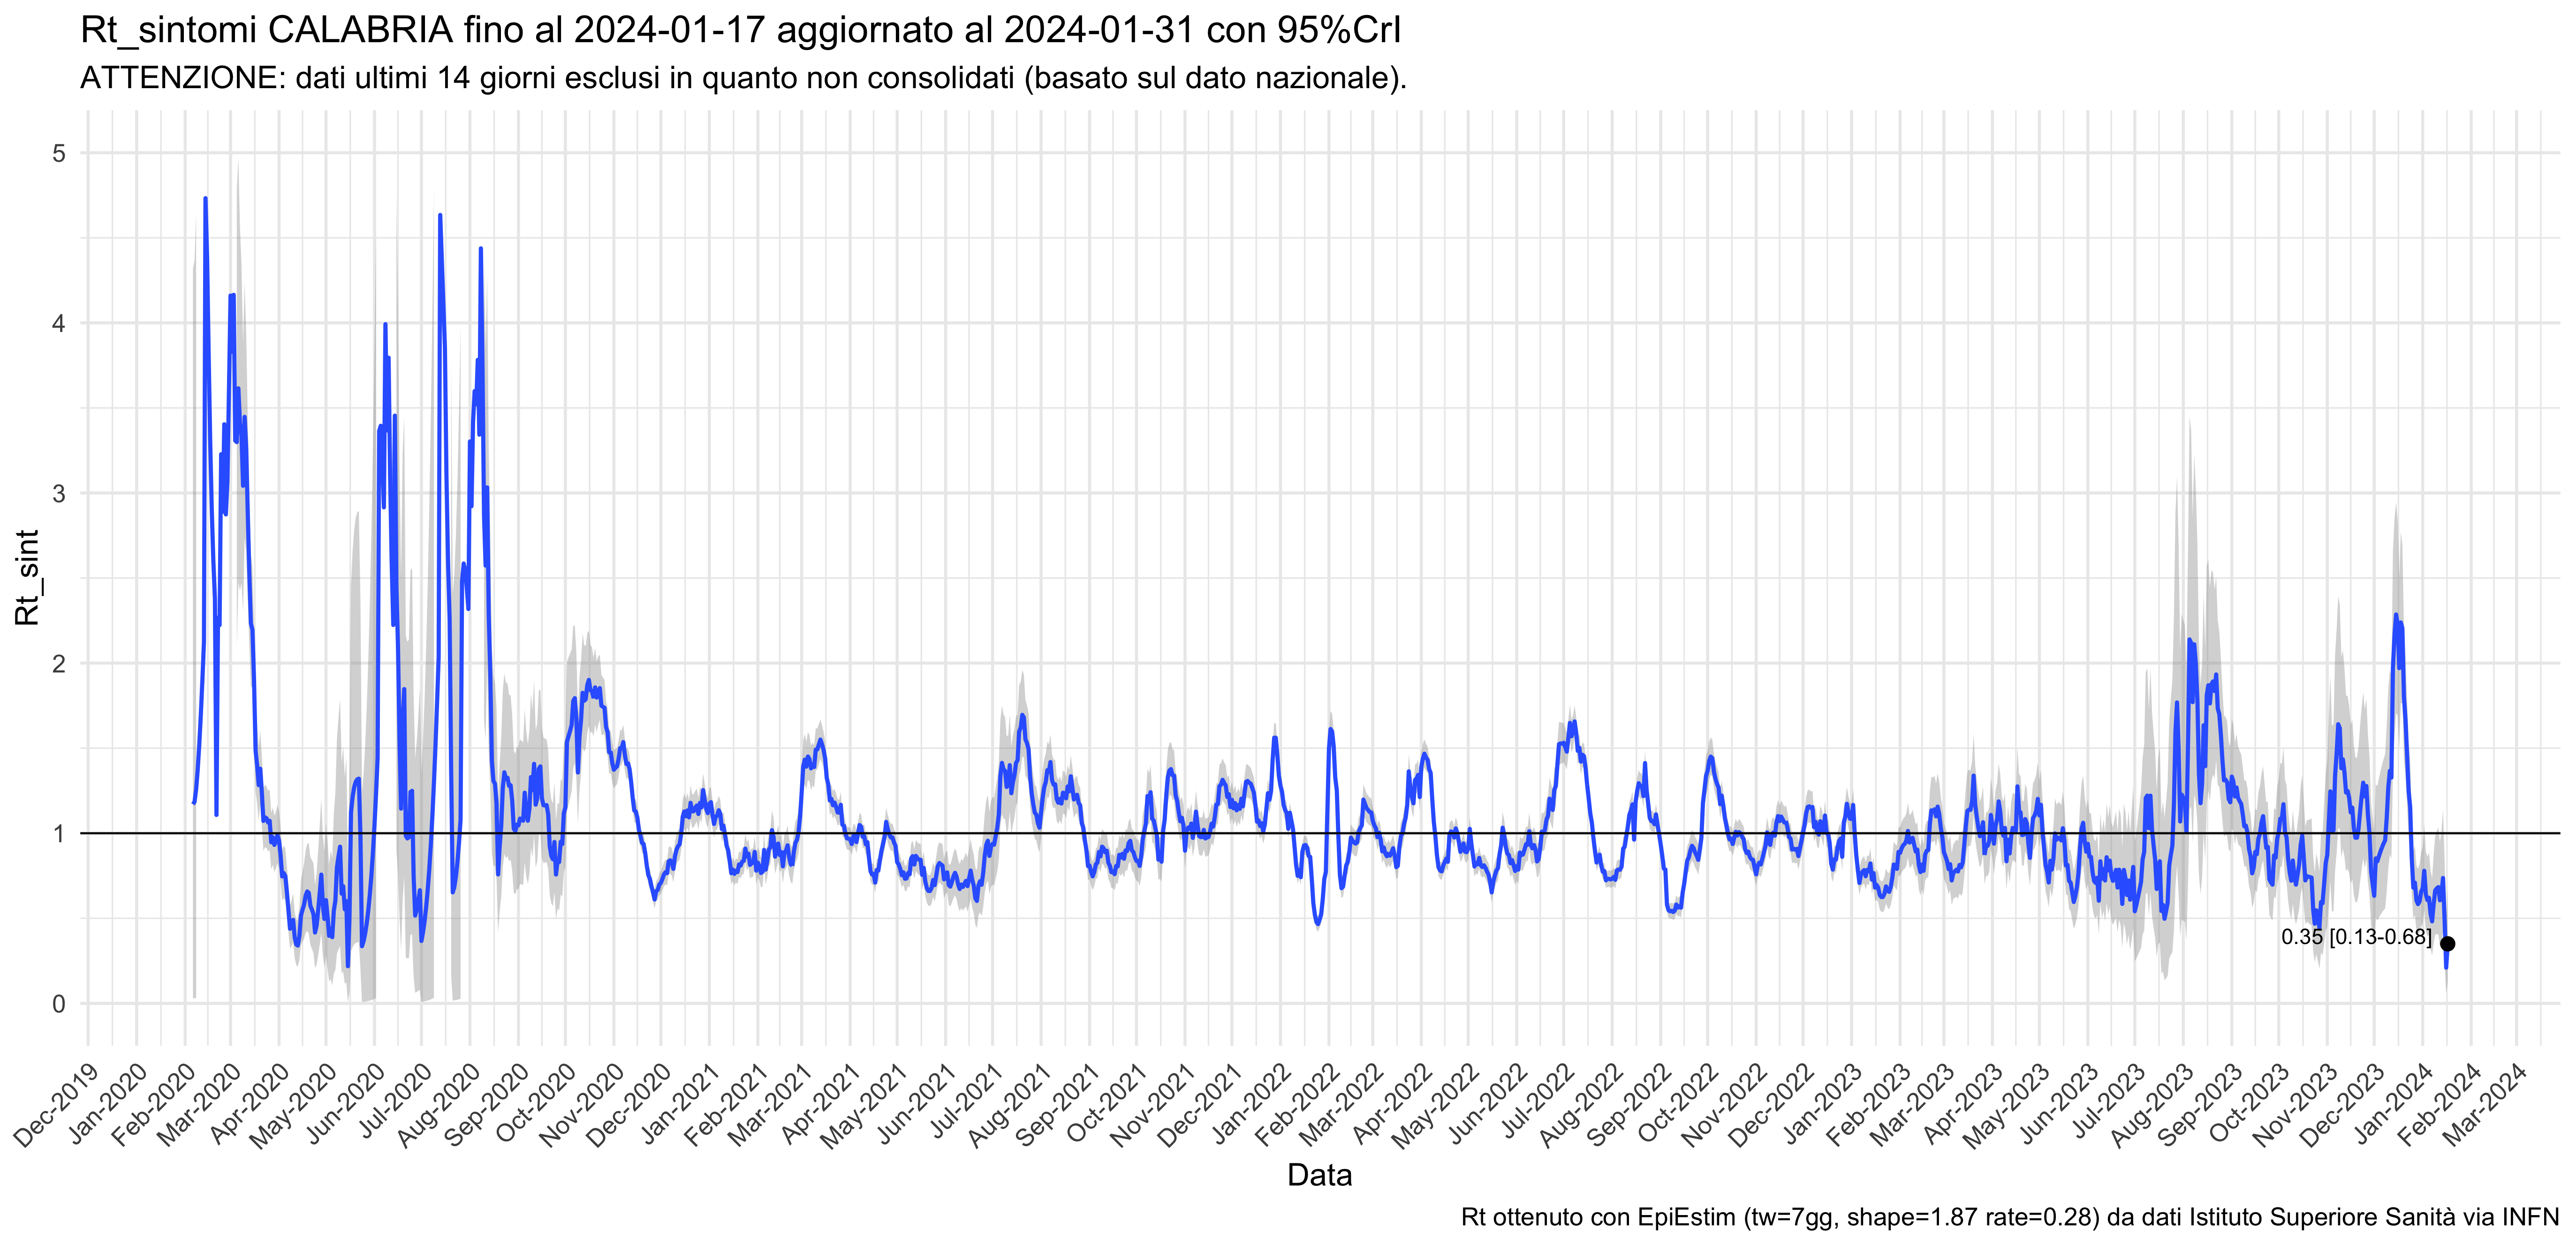 Rt_sintomi CALABRIA fino al 2024-01-17 aggiornato al 2024-01-31 con 95%CrI
ATTENZIONE: dati ultimi 14 giorni esclusi in quanto non consolidati (basato sul dato nazionale).
5
4
3
2
1
0
Rt_sint
0.35 [0.13-0.68]
Dec-2019
Jan-2020
Feb-2020
Mar-2020
Apr-2020
May-2020
Jun-2020
Jul-2020
Aug-2020
Sep-2020
Oct-2020
Nov-2020
Dec-2020
Jan-2021
Feb-2021
Mar-2021
Apr-2021
May-2021
Jun-2021
Jul-2021
Aug-2021
Sep-2021
Oct-2021
Nov-2021
Dec-2021
Jan-2022
Feb-2022
Mar-2022
Apr-2022
May-2022
Jun-2022
Jul-2022
Aug-2022
Sep-2022
Oct-2022
Nov-2022
Dec-2022
Jan-2023
Feb-2023
Mar-2023
Apr-2023
May-2023
Jun-2023
Jul-2023
Aug-2023
Sep-2023
Oct-2023
Nov-2023
Dec-2023
Jan-2024
Feb-2024
Mar-2024
Data
Rt ottenuto con EpiEstim (tw=7gg, shape=1.87 rate=0.28) da dati Istituto Superiore Sanità via INFN